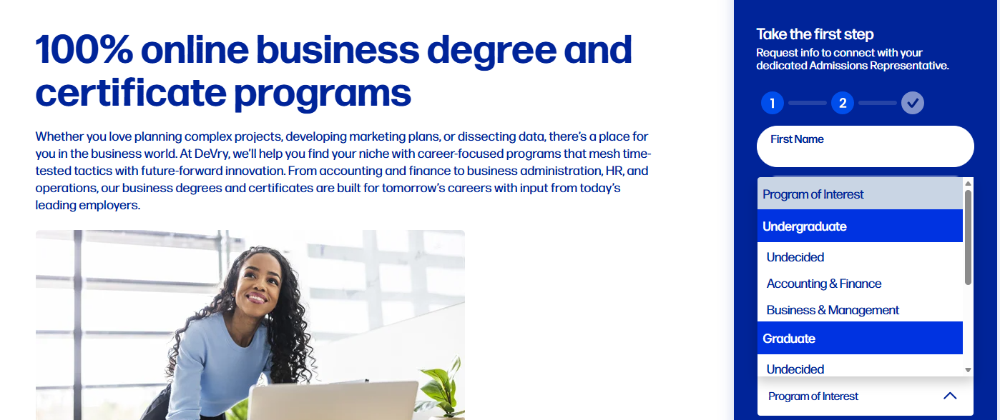 100% online business degree and
certificate programs
Whether you love planning complex projects, developing marketing plans, or dissecting data, there's a place for
you in the business world. At DeVry, we'll help you find your niche with career-focused programs that mesh time-
tested tactics with future-forward innovation. From accounting and finance to business administration, HR, and
operations, our business degrees and certificates are built for tomorrow's careers with input from today's
leading employers.
Take the first step
Request info to connect with your
dedicated Admissions Representative.
1 2
First Name
Program of Interest
Undergraduate
Undecided
Accounting & Finance
Business & Management
Graduate
Undecided
Program of Interest